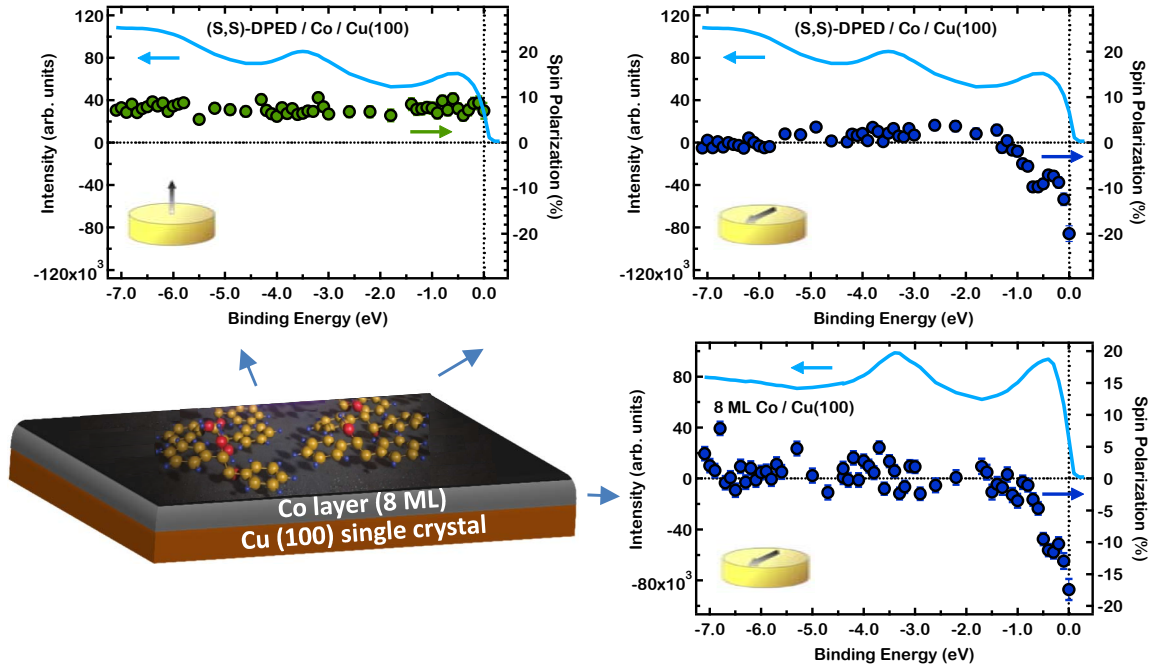 (S,S)-DPED / Co / Cu(100)
Intensity (arb. units)
120
80
40
0
-40
-80
-120x10³
20
10
0
-10
-20
Spin Polarization (%)
-7.0 -6.0 -5.0 -4.0 -3.0 -2.0 -1.0 0.0
Binding Energy (eV)
(S,S)-DPED / Co / Cu(100)
Intensity (arb. units)
120
80
40
0
-40
-80
-120x10³
20
10
0
-10
-20
Spin Polarization (%)
-7.0 -6.0 -5.0 -4.0 -3.0 -2.0 -1.0 0.0
Binding Energy (eV)
Co layer (8 ML)
Cu (100) single crystal
8 ML Co / Cu(100)
Intensity (arb. units)
80
40
0
-40
-80x10³
20
15
10
5
0
-5
-10
-15
-20
Spin Polarization (%)
-7.0 -6.0 -5.0 -4.0 -3.0 -2.0 -1.0 0.0
Binding Energy (eV)